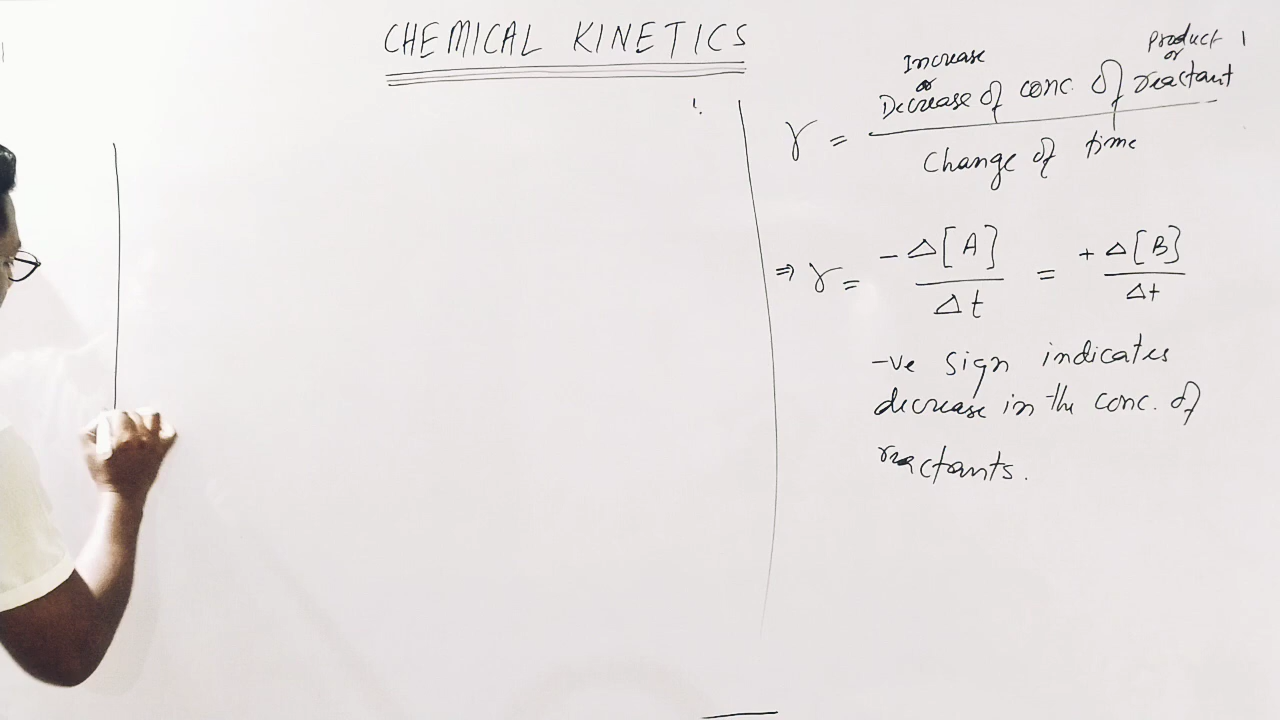 CHEMICAL KINETICS
Increase product
or or
r = Decrease of conc. of reactant
Change of time
⇒ r = -Δ[A]/Δt = +Δ[B]/Δt
-ve sign indicates
decrease in the conc. of
reactants.